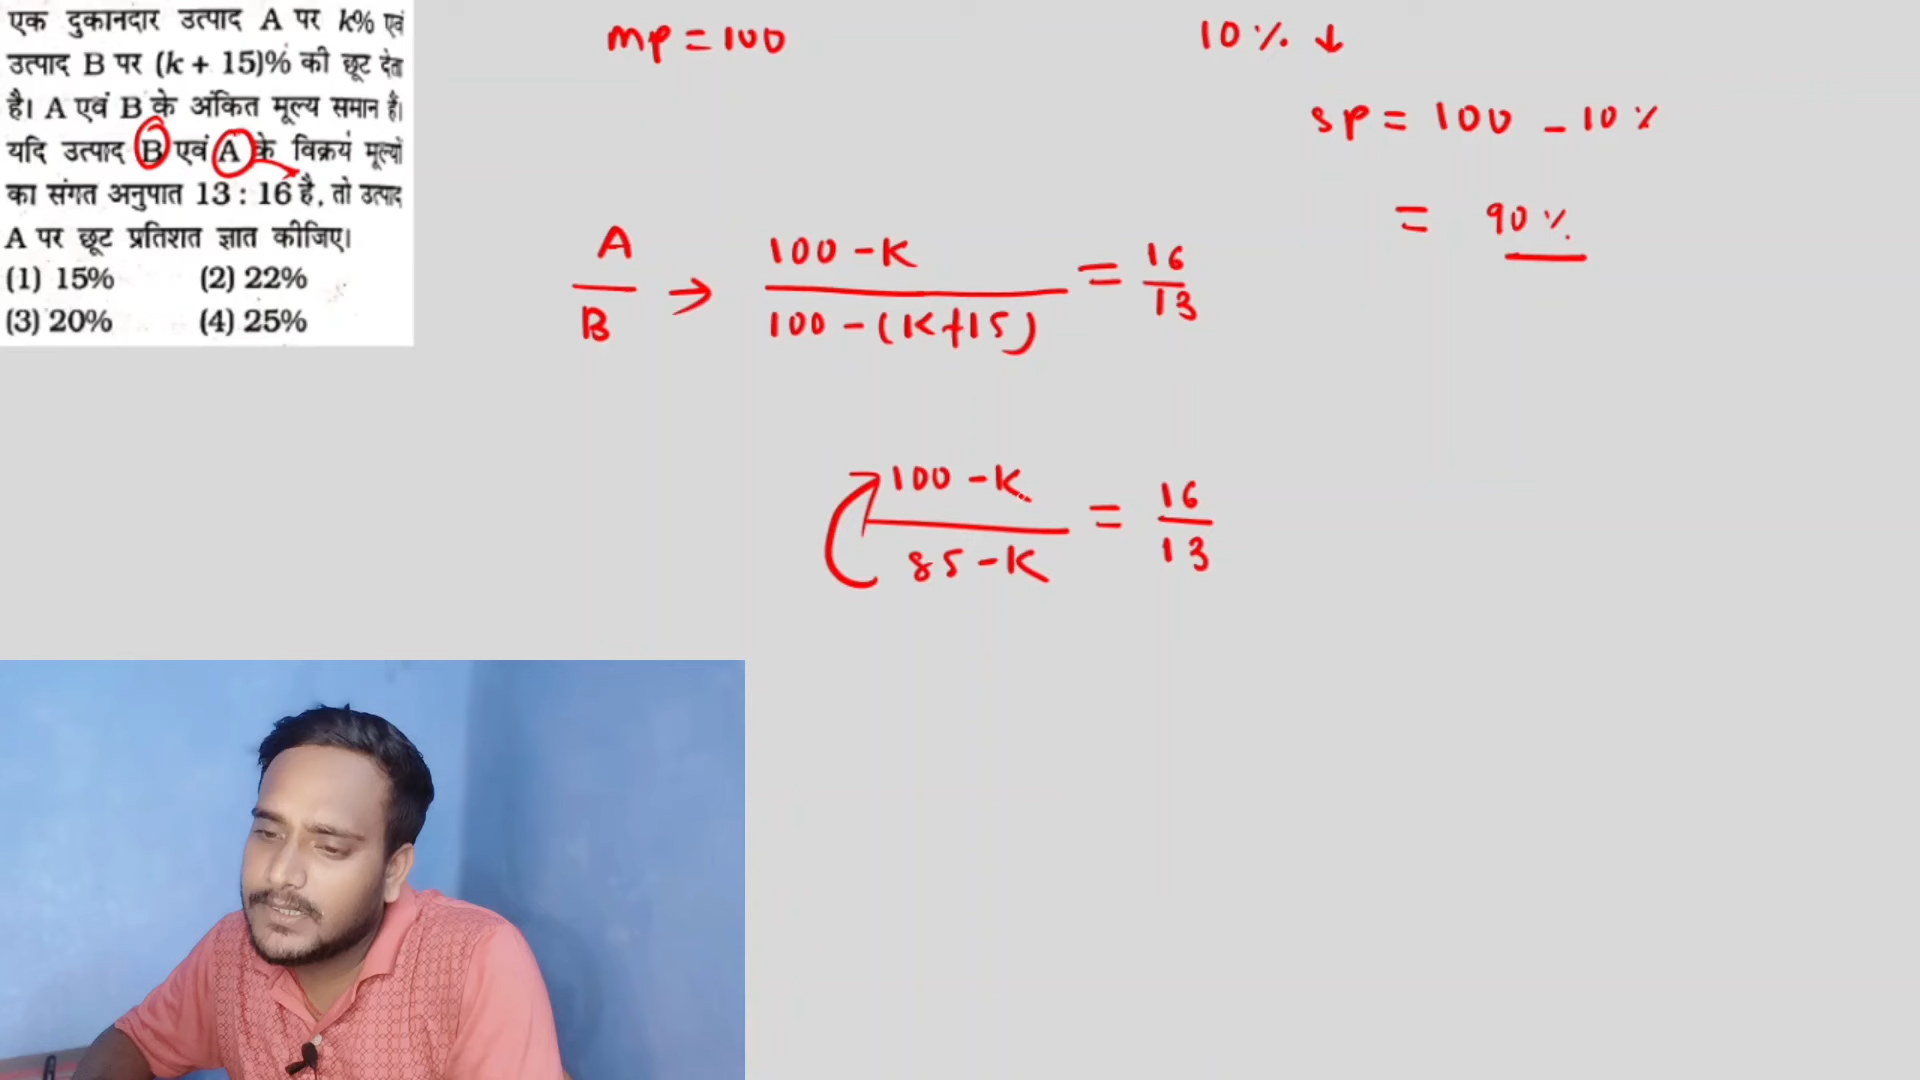 एक दुकानदार उत्पाद A पर k% एवं
उत्पाद B पर (k + 15)% की छूट देता
है। A एवं B के अंकित मूल्य समान हैं।
यदि उत्पाद B एवं A के विक्रय मूल्यों
का संगत अनुपात 13 : 16 है, तो उत्पाद
A पर छूट प्रतिशत ज्ञात कीजिए।
(1) 15% (2) 22%
(3) 20% (4) 25%
mp = 100
10% ↓
SP = 100 - 10%
= 90%
A 100 - K 16
→ =
B 100 - (K+15) 13
100 - K 16
=
85 - K 13